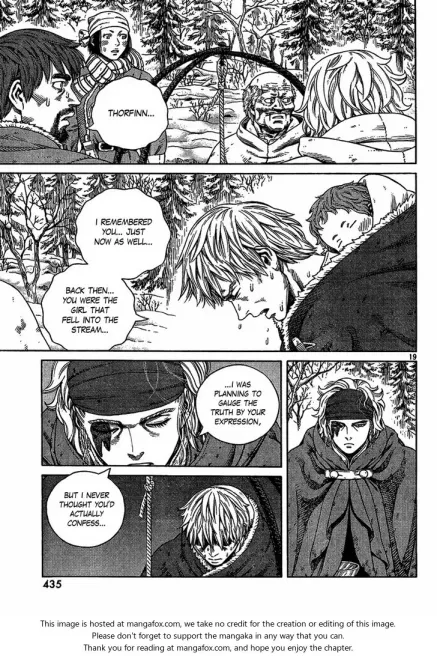 THORFINN...
I REMEMBERED
YOU... JUST
NOW AS WELL...
BACK THEN...
YOU WERE THE
GIRL THAT
FELL INTO THE
STREAM...
19
...I WAS
PLANNING TO
GAUGE THE
TRUTH BY YOUR
EXPRESSION,
BUT I NEVER
THOUGHT YOU'D
ACTUALLY
CONFESS...
435
This image is hosted at mangafox.com, we take no credit for the creation or editing of this image.
Please don't forget to support the mangaka in any way that you can.
Thank you for reading at mangafox.com, and hope you enjoy the chapter.